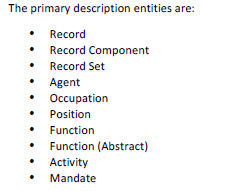 The primary description entities are:
• Record
• Record Component
• Record Set
• Agent
• Occupation
• Position
• Function
• Function (Abstract)
• Activity
• Mandate